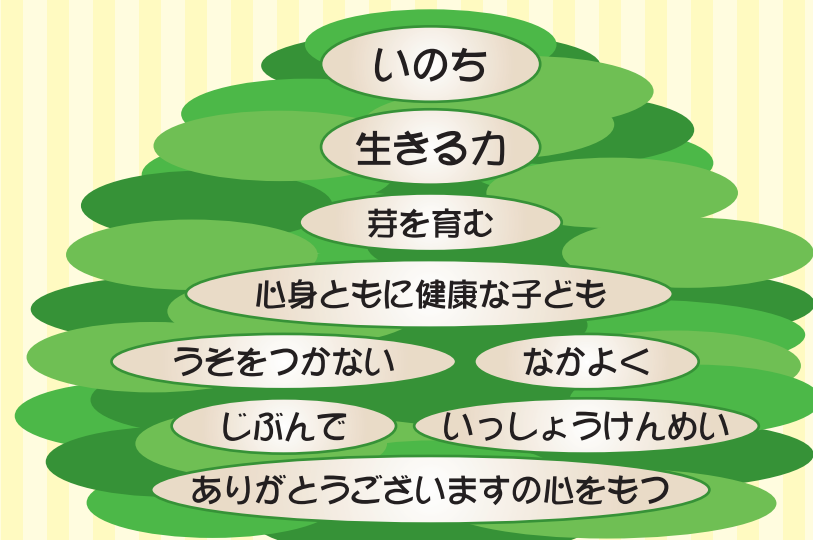 いのち
生きる力
芽を育む
心身ともに健康な子ども
うそをつかない
なかよく
じぶんで
いっしょうけんめい
ありがとうございますの心をもつ